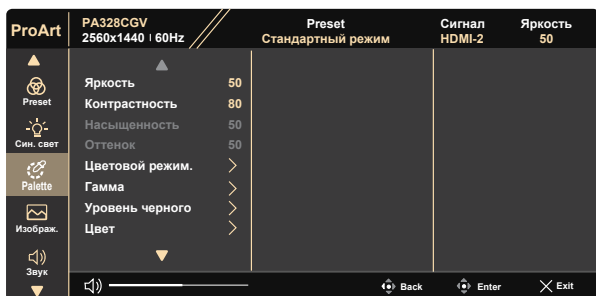 ProArt
PA328CGV
2560x1440 | 60Hz
Preset
Стандартный режим
Сигнал
HDMI-2
Яркость
50
Preset
Син. свет
Palette
Изображ.
Звук
Яркость 50
Контрастность 80
Насыщенность 50
Оттенок 50
Цветовой режим.
Гамма
Уровень черного
Цвет
Back
Enter
Exit